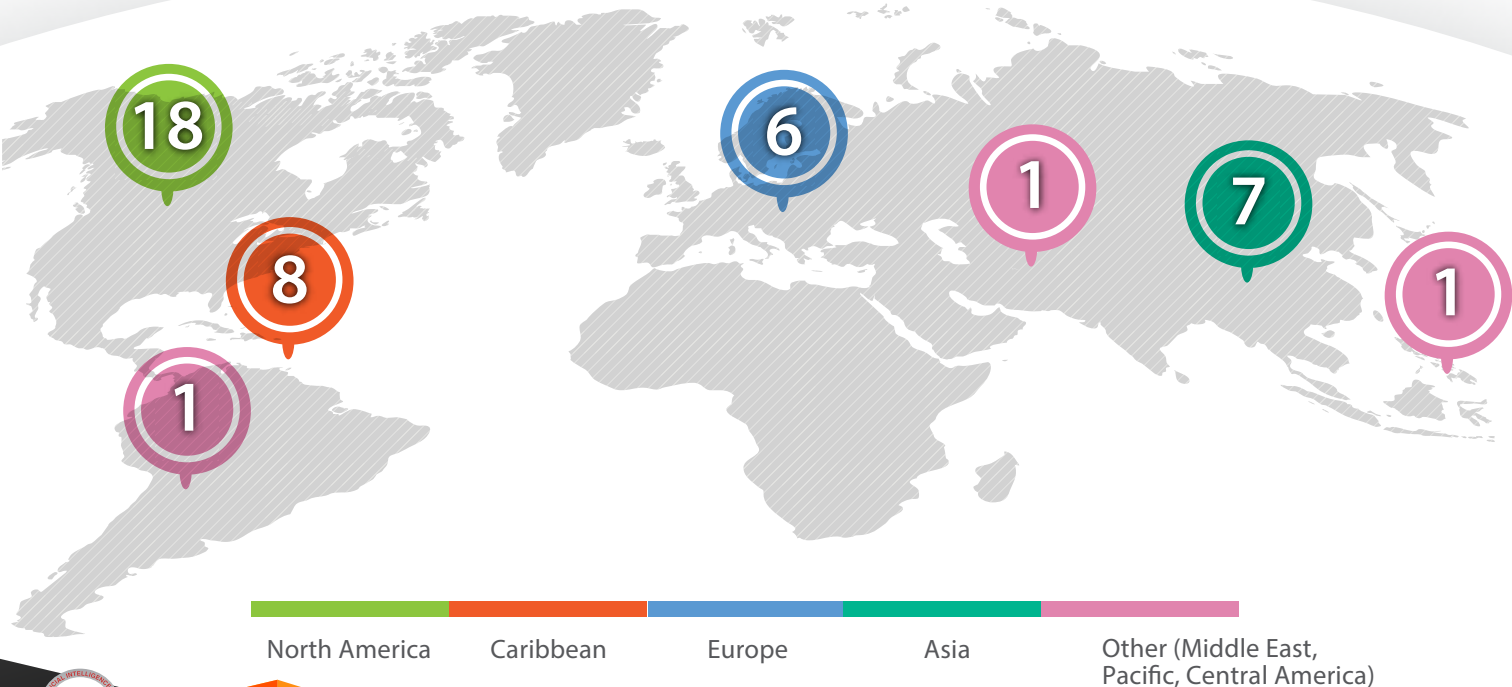 18
6
1
7
8
1
1
North America
Caribbean
Europe
Asia
Other (Middle East,
Pacific, Central America)